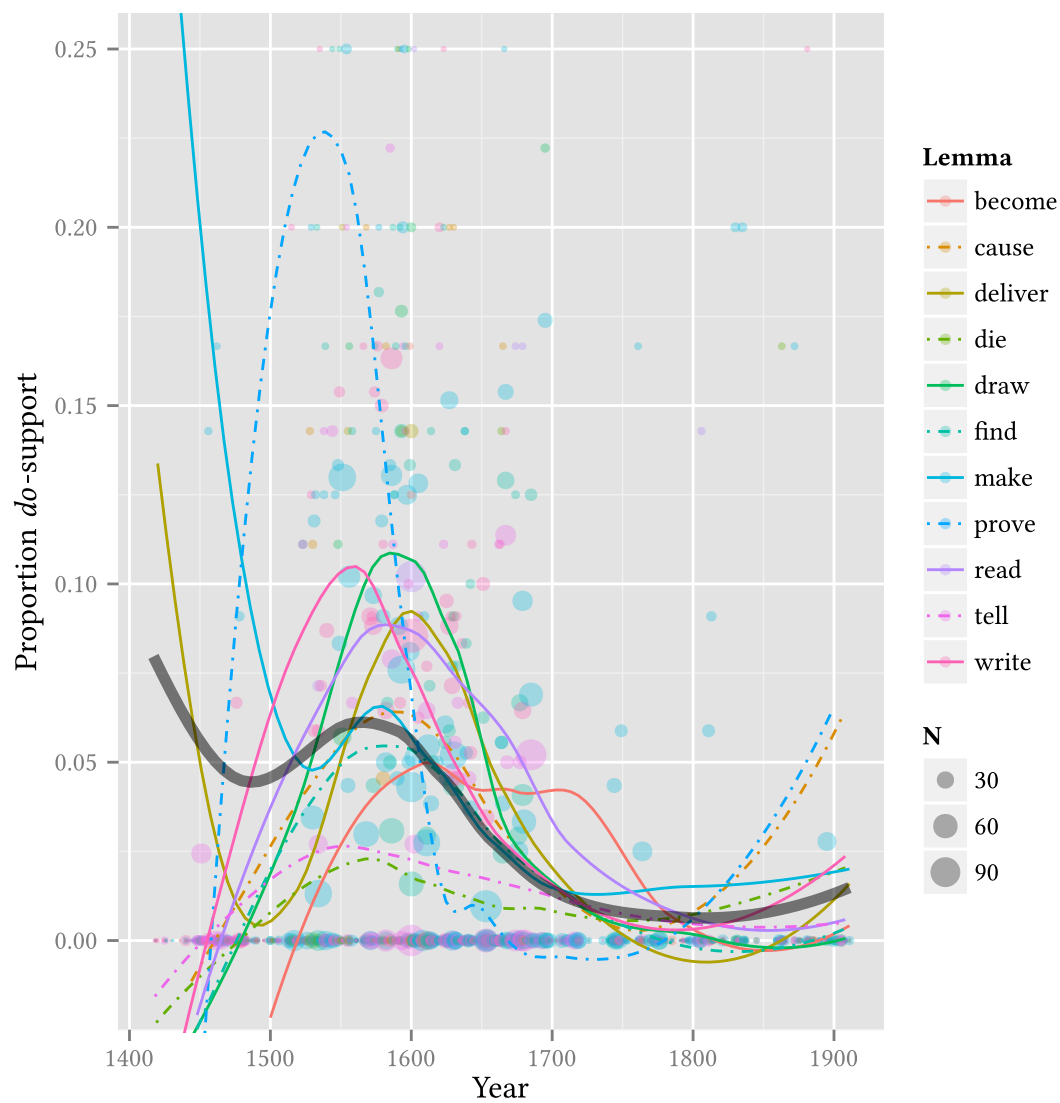 0.25
0.20
0.15
0.10
0.05
0.00
Proportion do-support
1400 1500 1600 1700 1800 1900
Year
Lemma
become
cause
deliver
die
draw
find
make
prove
read
tell
write
N
30
60
90